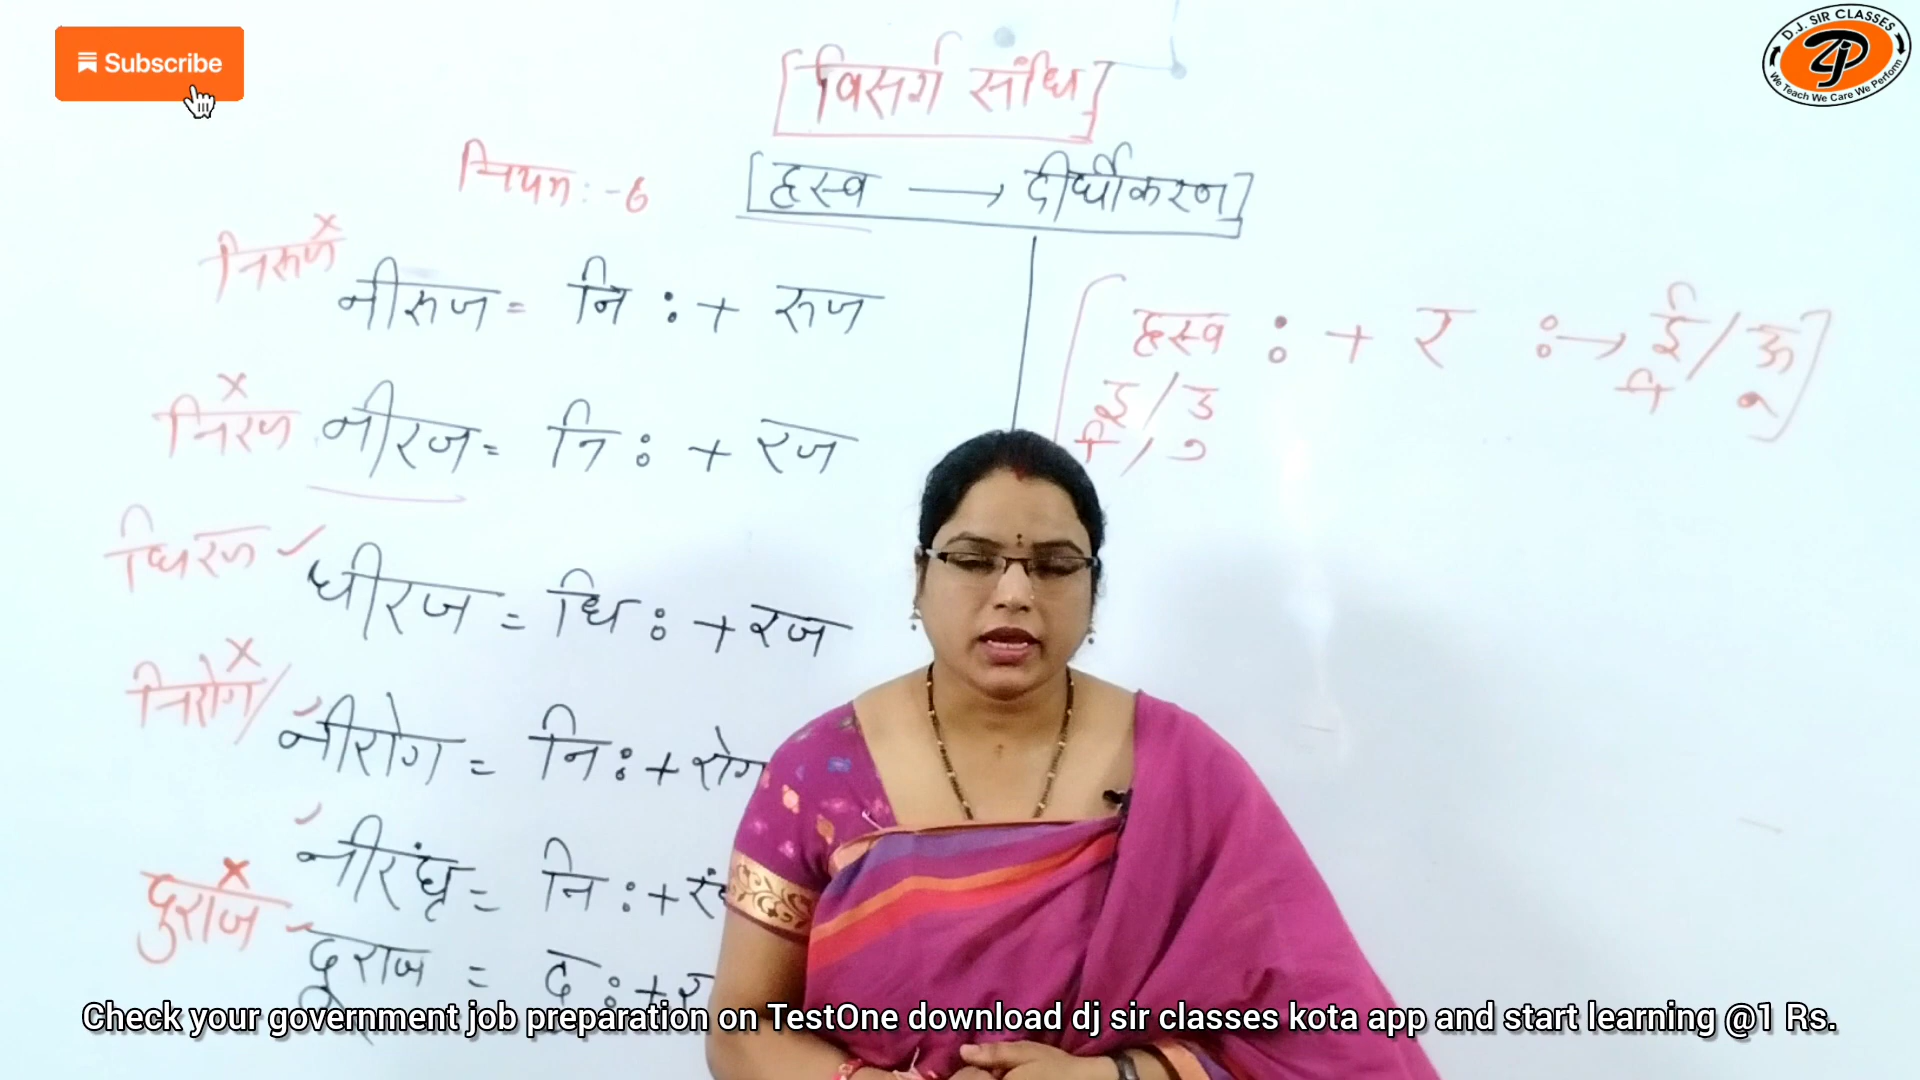 Subscribe
D.J. SIR CLASSES
We Teach We Care We Perform
[विसर्ग संधि]
नियम :- 6
[ह्रस्व → दीर्घीकरण]
निरूज ×
नीरूज = नि : + रूज
ह्रस्व : + र : → ई / ऊ
इ / उ
ि / ु
ी ू
निरज ×
नीरज = नि : + रज
धिरज
धीरज = धि : + रज
निरोग ×
नीरोग = नि : + रोग
नीरंध्र = नि : +
दुराज ×
दूराज = : +
Check your government job preparation on TestOne download dj sir classes kota app and start learning @1 Rs.